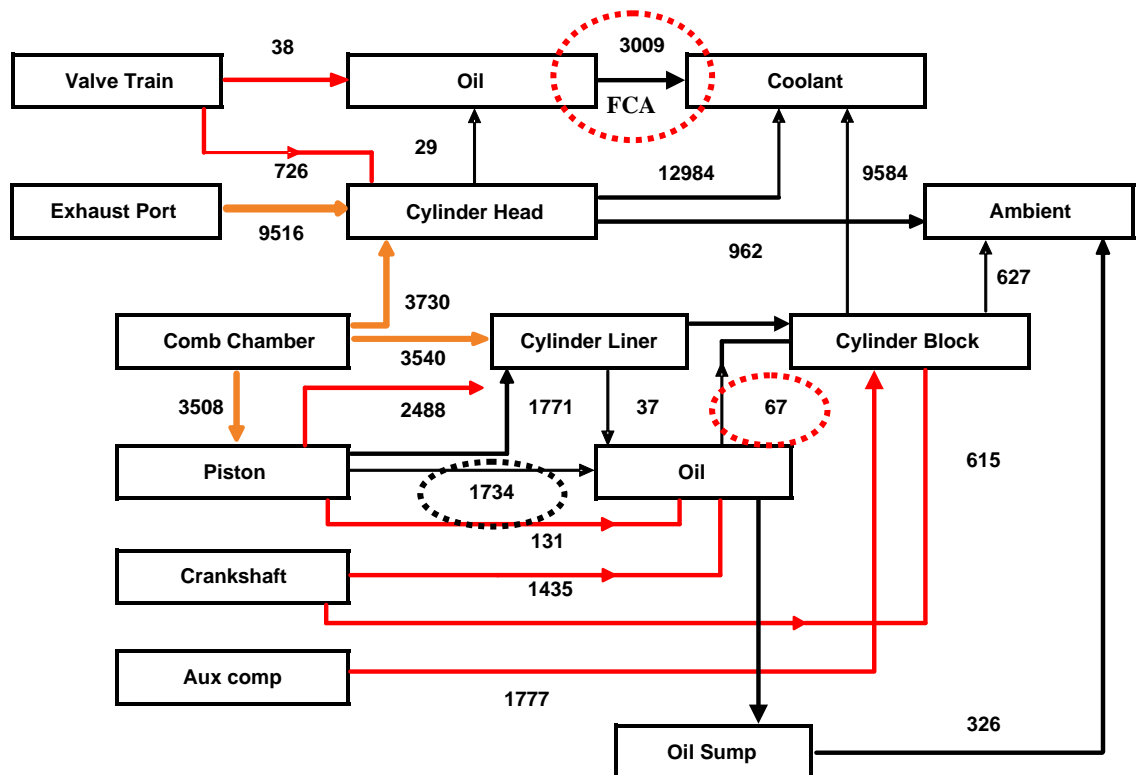 38
3009
Valve Train
Oil
Coolant
FCA
29
726
12984
9584
Exhaust Port
Cylinder Head
Ambient
9516
962
627
3730
Comb Chamber
Cylinder Liner
Cylinder Block
3540
3508
2488
1771
37
67
615
Piston
Oil
1734
131
Crankshaft
1435
Aux comp
1777
326
Oil Sump